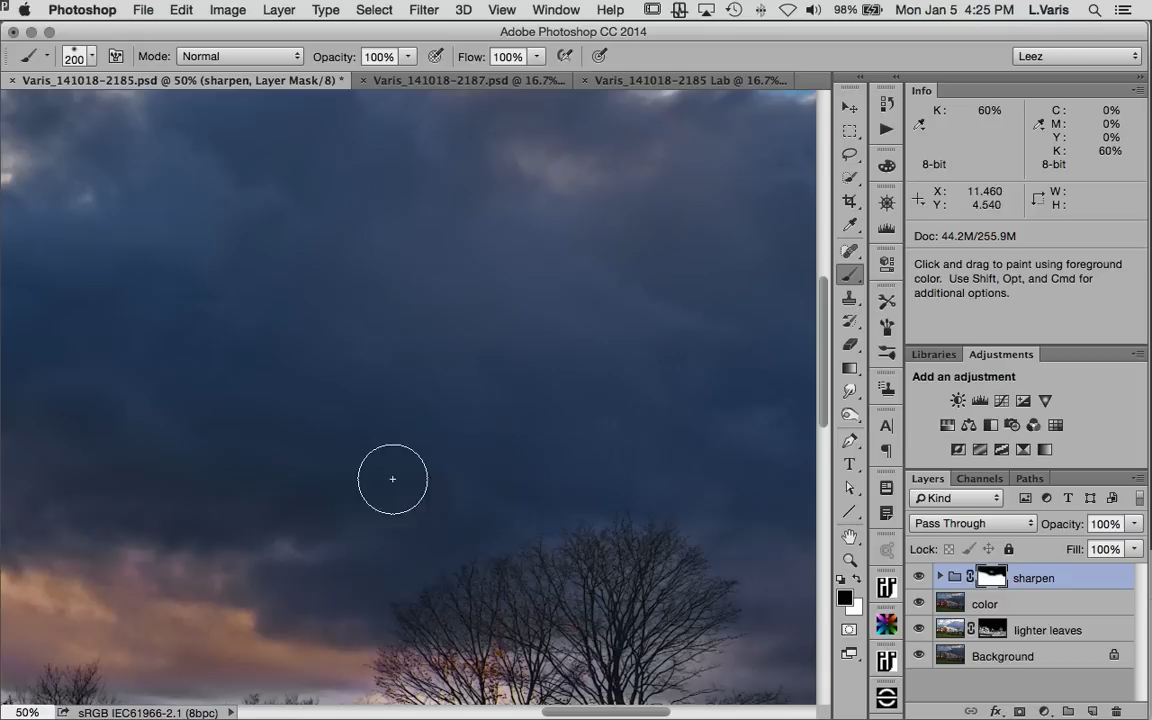 Photoshop File Edit Image Layer Type Select Filter 3D View Window Help 98% Mon Jan 5 4:25 PM L.Varis
Adobe Photoshop CC 2014
200 Mode: Normal Opacity: 100% Flow: 100% Leez
× Varis_141018-2185.psd @ 50% (sharpen, Layer Mask/8) * × Varis_141018-2187.psd @ 16.7%... × Varis_141018-2185 Lab @ 16.7%...
Info
K: 60% C: 0%
M: 0%
Y: 0%
K: 60%
8-bit 8-bit
X: 11.460 W:
Y: 4.540 H:
Doc: 44.2M/255.9M
Click and drag to paint using foreground
color. Use Shift, Opt, and Cmd for
additional options.
Libraries Adjustments
Add an adjustment
Layers Channels Paths
Kind
Pass Through Opacity: 100%
Lock: Fill: 100%
sharpen
color
lighter leaves
Background
50% sRGB IEC61966-2.1 (8bpc)